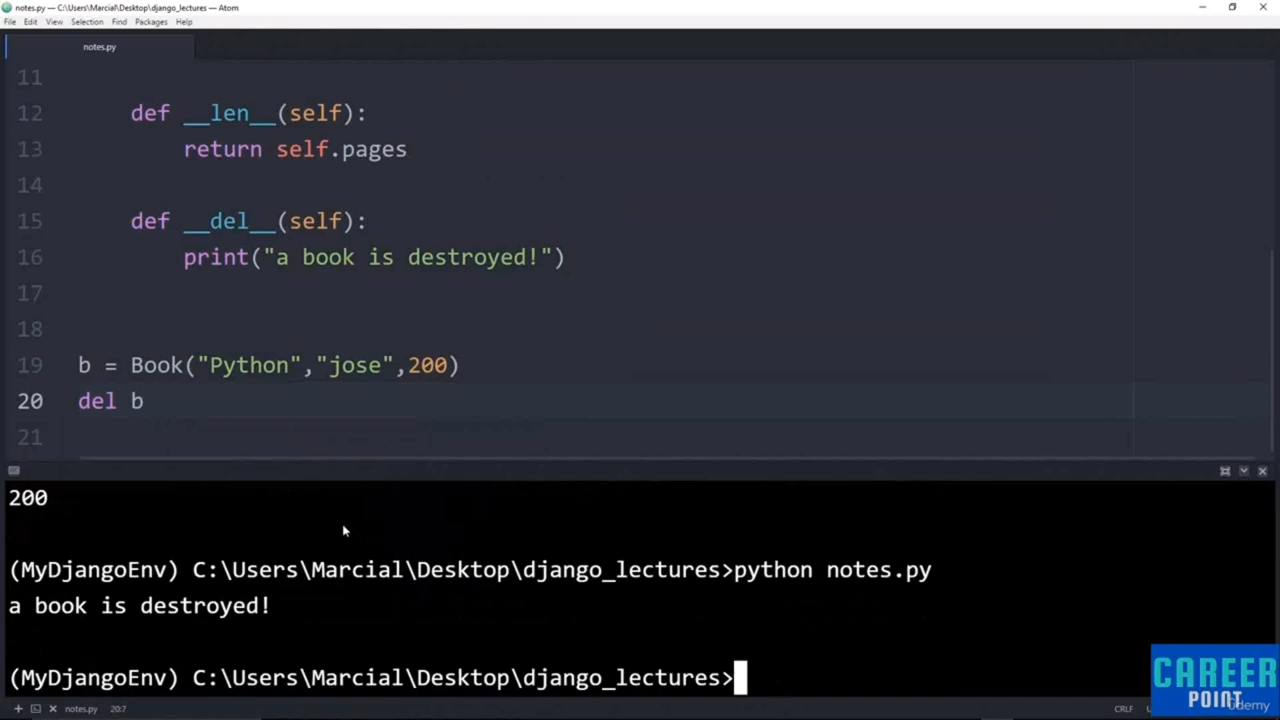 notes.py — C:\Users\Marcial\Desktop\django_lectures — Atom
File Edit View Selection Find Packages Help
notes.py
11
12     def __len__(self):
13         return self.pages
14
15     def __del__(self):
16         print("a book is destroyed!")
17
18
19 b = Book("Python","jose",200)
20 del b
21
200
(MyDjangoEnv) C:\Users\Marcial\Desktop\django_lectures>python notes.py
a book is destroyed!
(MyDjangoEnv) C:\Users\Marcial\Desktop\django_lectures>
notes.py 20:7 CRLF
CAREER
POINT
Udemy